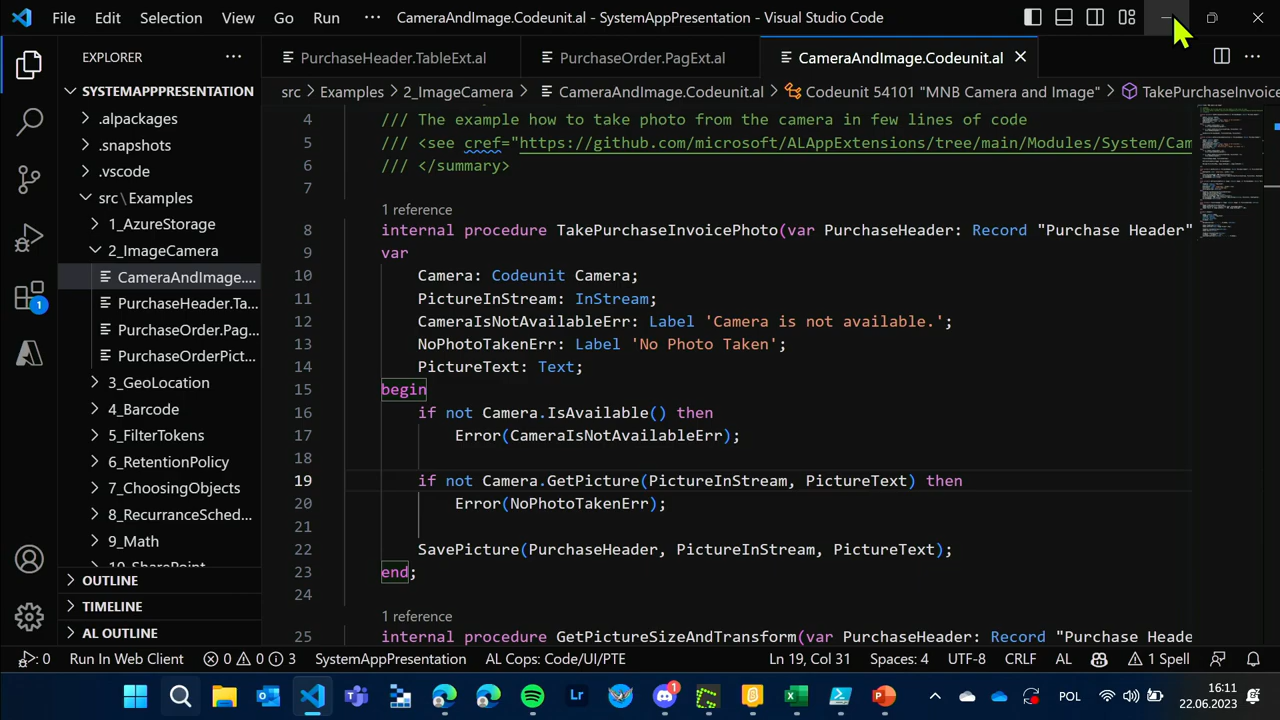 File Edit Selection View Go Run ··· CameraAndImage.Codeunit.al - SystemAppPresentation - Visual Studio Code
EXPLORER ···
PurchaseHeader.TableExt.al PurchaseOrder.PagExt.al CameraAndImage.Codeunit.al
SYSTEMAPPPRESENTATION
src > Examples > 2_ImageCamera > CameraAndImage.Codeunit.al > Codeunit 54101 "MNB Camera and Image" > TakePurchaseInvoice
.alpackages
.snapshots
.vscode
src\Examples
1_AzureStorage
2_ImageCamera
CameraAndImage....
PurchaseHeader.Ta...
PurchaseOrder.Pag...
PurchaseOrderPict...
3_GeoLocation
4_Barcode
5_FilterTokens
6_RetentionPolicy
7_ChoosingObjects
8_RecurranceSched...
9_Math
10_SharePoint
OUTLINE
TIMELINE
AL OUTLINE
1
4 /// The example how to take photo from the camera in few lines of code
5 /// <see cref="https://github.com/microsoft/ALAppExtensions/tree/main/Modules/System/Cam
6 /// </summary>
7
1 reference
8 internal procedure TakePurchaseInvoicePhoto(var PurchaseHeader: Record "Purchase Header"
9 var
10 Camera: Codeunit Camera;
11 PictureInStream: InStream;
12 CameraIsNotAvailableErr: Label 'Camera is not available.';
13 NoPhotoTakenErr: Label 'No Photo Taken';
14 PictureText: Text;
15 begin
16 if not Camera.IsAvailable() then
17 Error(CameraIsNotAvailableErr);
18
19 if not Camera.GetPicture(PictureInStream, PictureText) then
20 Error(NoPhotoTakenErr);
21
22 SavePicture(PurchaseHeader, PictureInStream, PictureText);
23 end;
24
1 reference
25 internal procedure GetPictureSizeAndTransform(var PurchaseHeader: Record "Purchase Heade
0 Run In Web Client 0 0 3 SystemAppPresentation AL Cops: Code/UI/PTE Ln 19, Col 31 Spaces: 4 UTF-8 CRLF AL 1 Spell
Lr 1 POL 16:11
22.06.2023